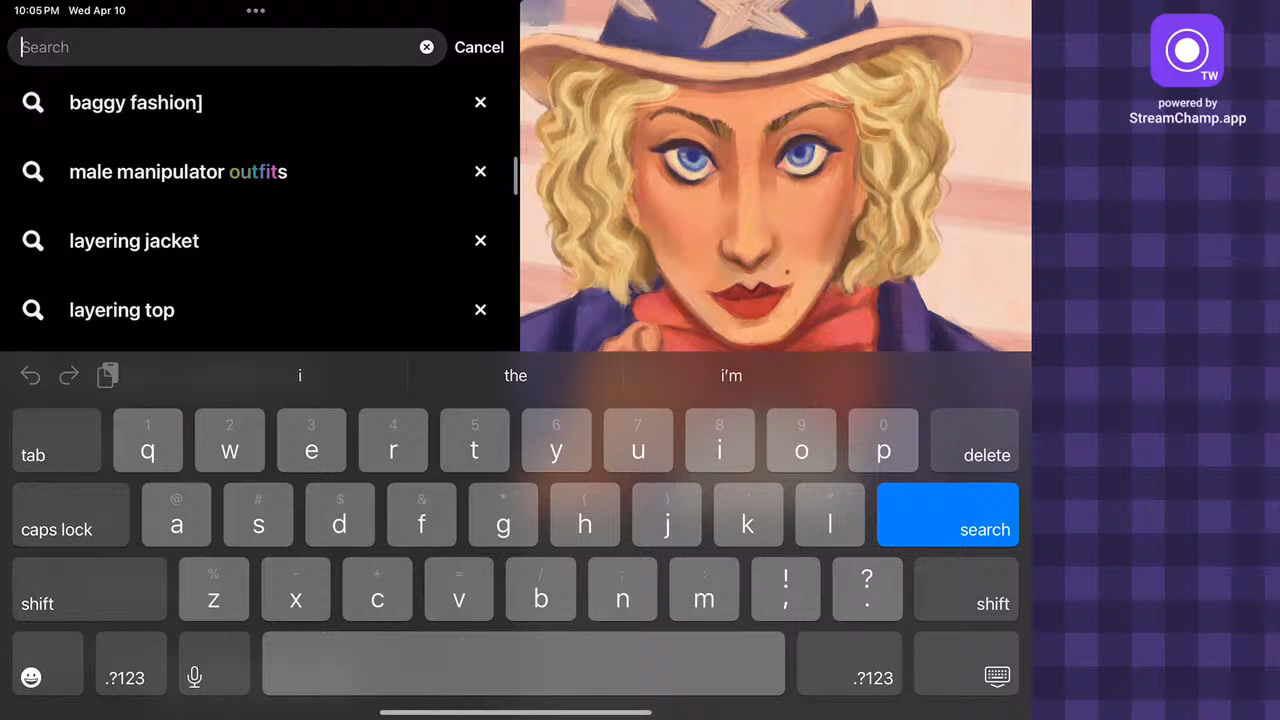 10:05 PM Wed Apr 10
Search
Cancel
baggy fashion]
male manipulator outfits
layering jacket
layering top
TW
powered by
StreamChamp.app
i the i'm
1 2 3 4 5 6 7 8 9 0
tab q w e r t y u i o p delete
@ # $ & * ( ) ' "
caps lock a s d f g h j k l search
% - + = / ; : ! ?
shift z x c v b n m , . shift
.?123 .?123